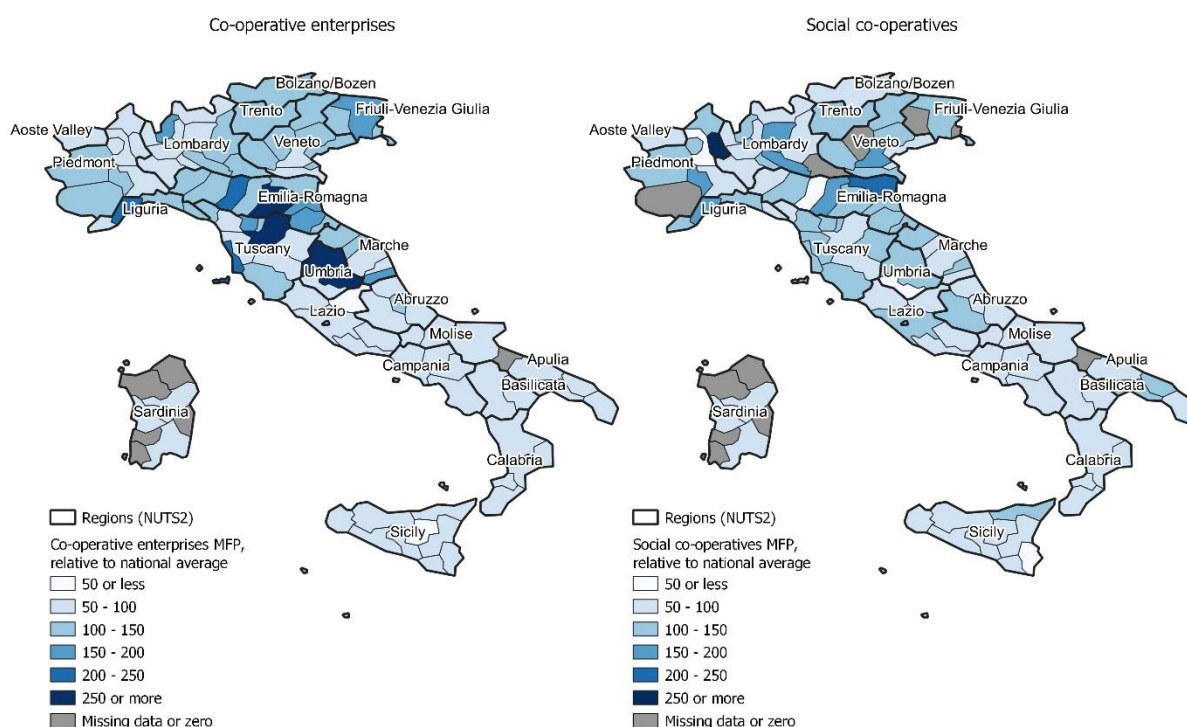 Co-operative enterprises
Bolzano/Bozen
Trento
Friuli-Venezia Giulia
Aoste Valley
Lombardy
Veneto
Piedmont
Emilia-Romagna
Liguria
Tuscany
Marche
Umbria
Abruzzo
Lazio
Molise
Apulia
Campania
Basilicata
Sardinia
Calabria
Sicily
Regions (NUTS2)
Co-operative enterprises MFP,
relative to national average
50 or less
50 - 100
100 - 150
150 - 200
200 - 250
250 or more
Missing data or zero
Social co-operatives
Bolzano/Bozen
Trento
Friuli-Venezia Giulia
Aoste Valley
Lombardy
Veneto
Piedmont
Emilia-Romagna
Liguria
Tuscany
Marche
Umbria
Abruzzo
Lazio
Molise
Apulia
Campania
Basilicata
Sardinia
Calabria
Sicily
Regions (NUTS2)
Social co-operatives MFP,
relative to national average
50 or less
50 - 100
100 - 150
150 - 200
200 - 250
250 or more
Missing data or zero